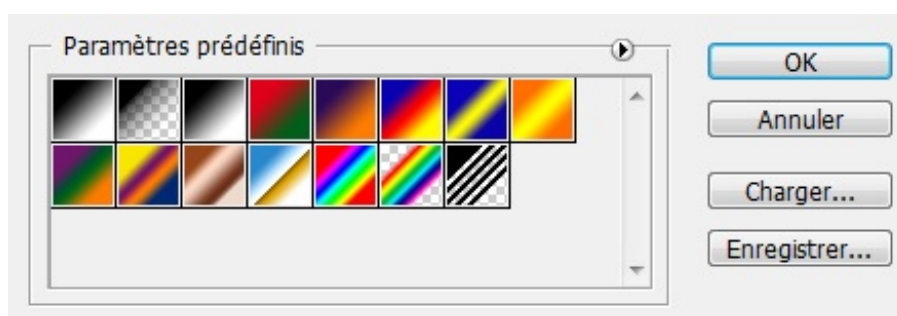 Paramètres prédéfinis
OK
Annuler
Charger...
Enregistrer...